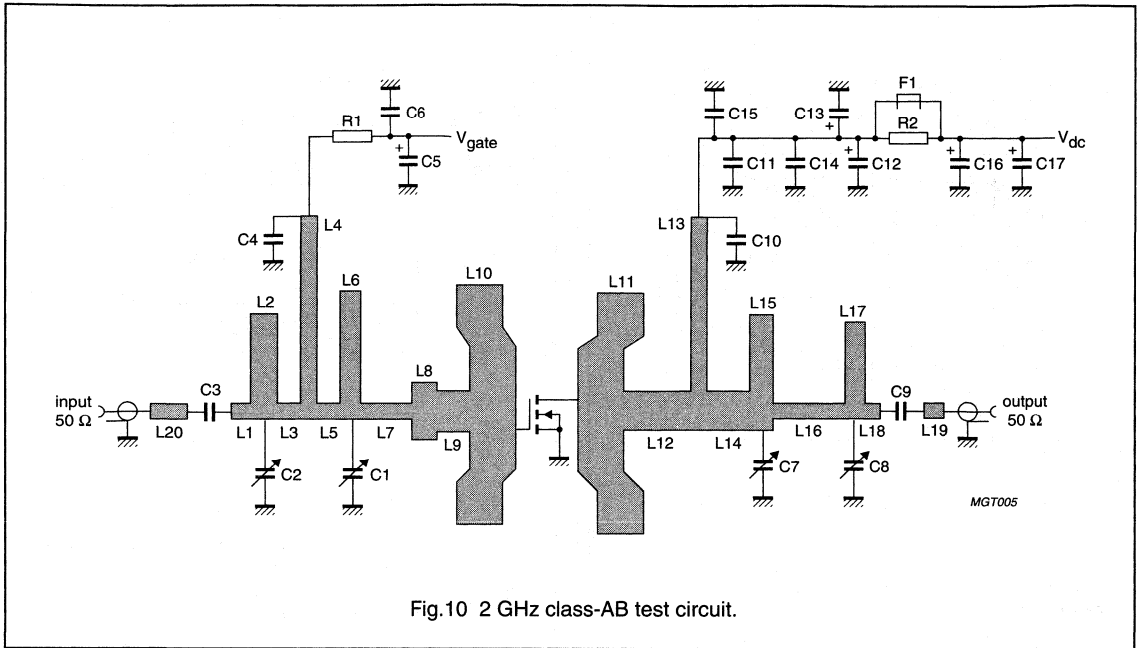 F1
C6
C15
C13
R1
R2
+
Vgate
Vdc
+
C5
C11
C14
+
C12
+
C16
+
C17
L4
L13
C4
C10
L10
L11
L6
L2
L15
L17
L8
C3
C9
input
50 Ω
output
50 Ω
L20
L1
L3
L5
L7
L9
L12
L14
L16
L18
L19
C2
C1
C7
C8
MGT005
Fig.10 2 GHz class-AB test circuit.